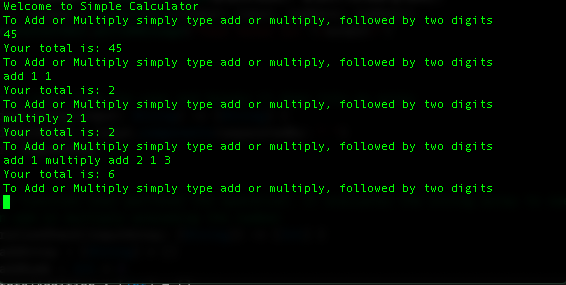 Welcome to Simple Calculator
To Add or Multiply simply type add or multiply, followed by two digits
45
Your total is: 45
To Add or Multiply simply type add or multiply, followed by two digits
add 1 1
Your total is: 2
To Add or Multiply simply type add or multiply, followed by two digits
multiply 2 1
Your total is: 2
To Add or Multiply simply type add or multiply, followed by two digits
add 1 multiply add 2 1 3
Your total is: 6
To Add or Multiply simply type add or multiply, followed by two digits